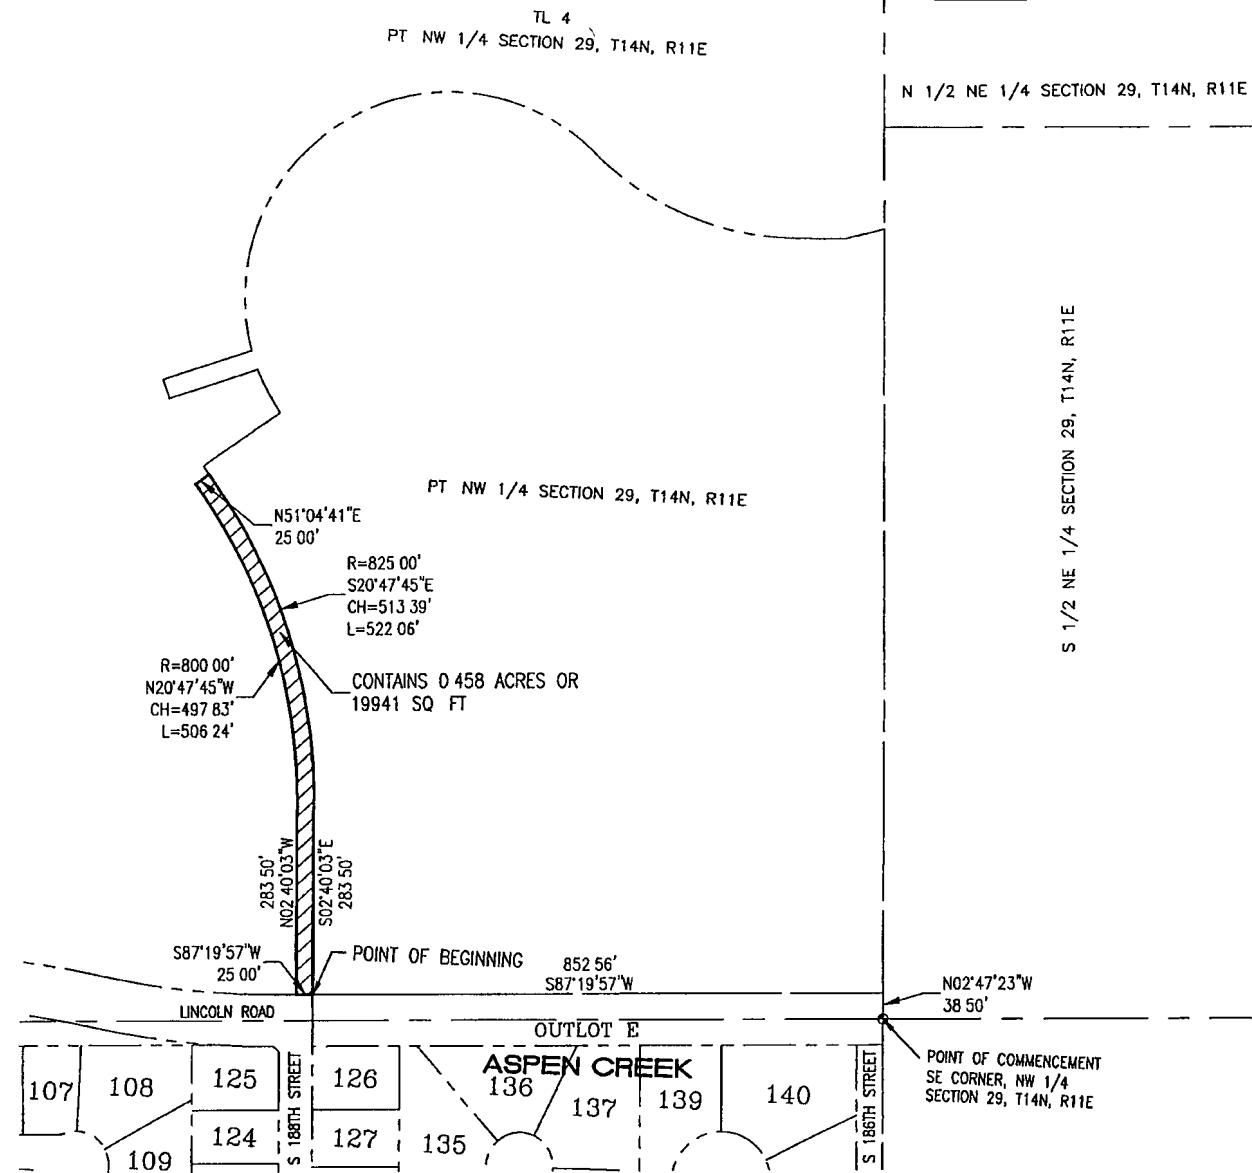 TL 4
PT NW 1/4 SECTION 29, T14N, R11E
N 1/2 NE 1/4 SECTION 29, T14N, R11E
S 1/2 NE 1/4 SECTION 29, T14N, R11E
PT NW 1/4 SECTION 29, T14N, R11E
N51°04'41"E
25 00'
R=825 00'
S20°47'45"E
CH=513 39'
L=522 06'
R=800 00'
N20°47'45"W
CH=497 83'
L=506 24'
CONTAINS 0 458 ACRES OR
19941 SQ FT
283 50'
N02°40'03"W
S02°40'03"E
283 50'
S87°19'57"W
25 00'
POINT OF BEGINNING
852 56'
S87°19'57"W
N02°47'23"W
38 50'
LINCOLN ROAD
OUTLOT E
ASPEN CREEK
POINT OF COMMENCEMENT
SE CORNER, NW 1/4
SECTION 29, T14N, R11E
107
108
125
S 188TH STREET
126
136
137
139
140
S 186TH STREET
109
124
127
135